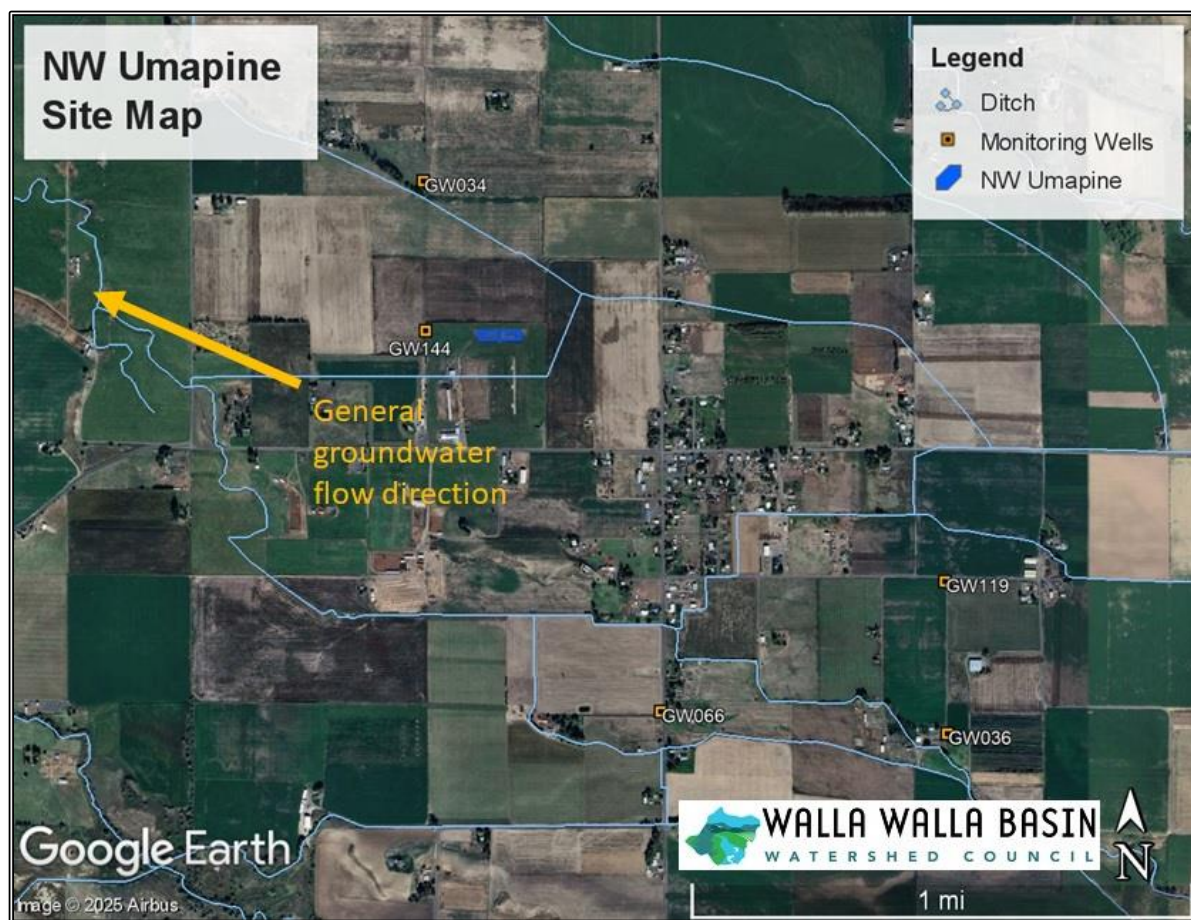 NW Umapine
Site Map
Legend
Ditch
Monitoring Wells
NW Umapine
GW034
GW144
General
groundwater
flow direction
GW119
GW066
GW036
WALLA WALLA BASIN
WATERSHED COUNCIL
N
Google Earth
1 mi
Image © 2025 Airbus